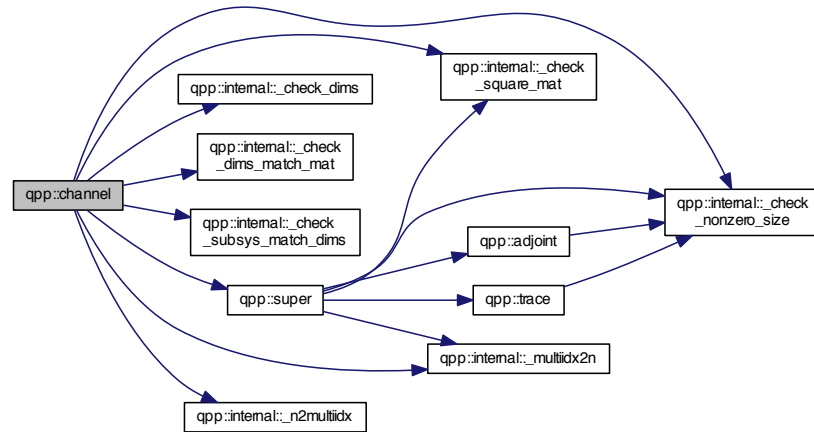 qpp::channel
qpp::internal::_check_dims
qpp::internal::_check
_dims_match_mat
qpp::internal::_check
_subsys_match_dims
qpp::super
qpp::internal::_n2multiidx
qpp::internal::_check
_square_mat
qpp::adjoint
qpp::trace
qpp::internal::_multiidx2n
qpp::internal::_check
_nonzero_size